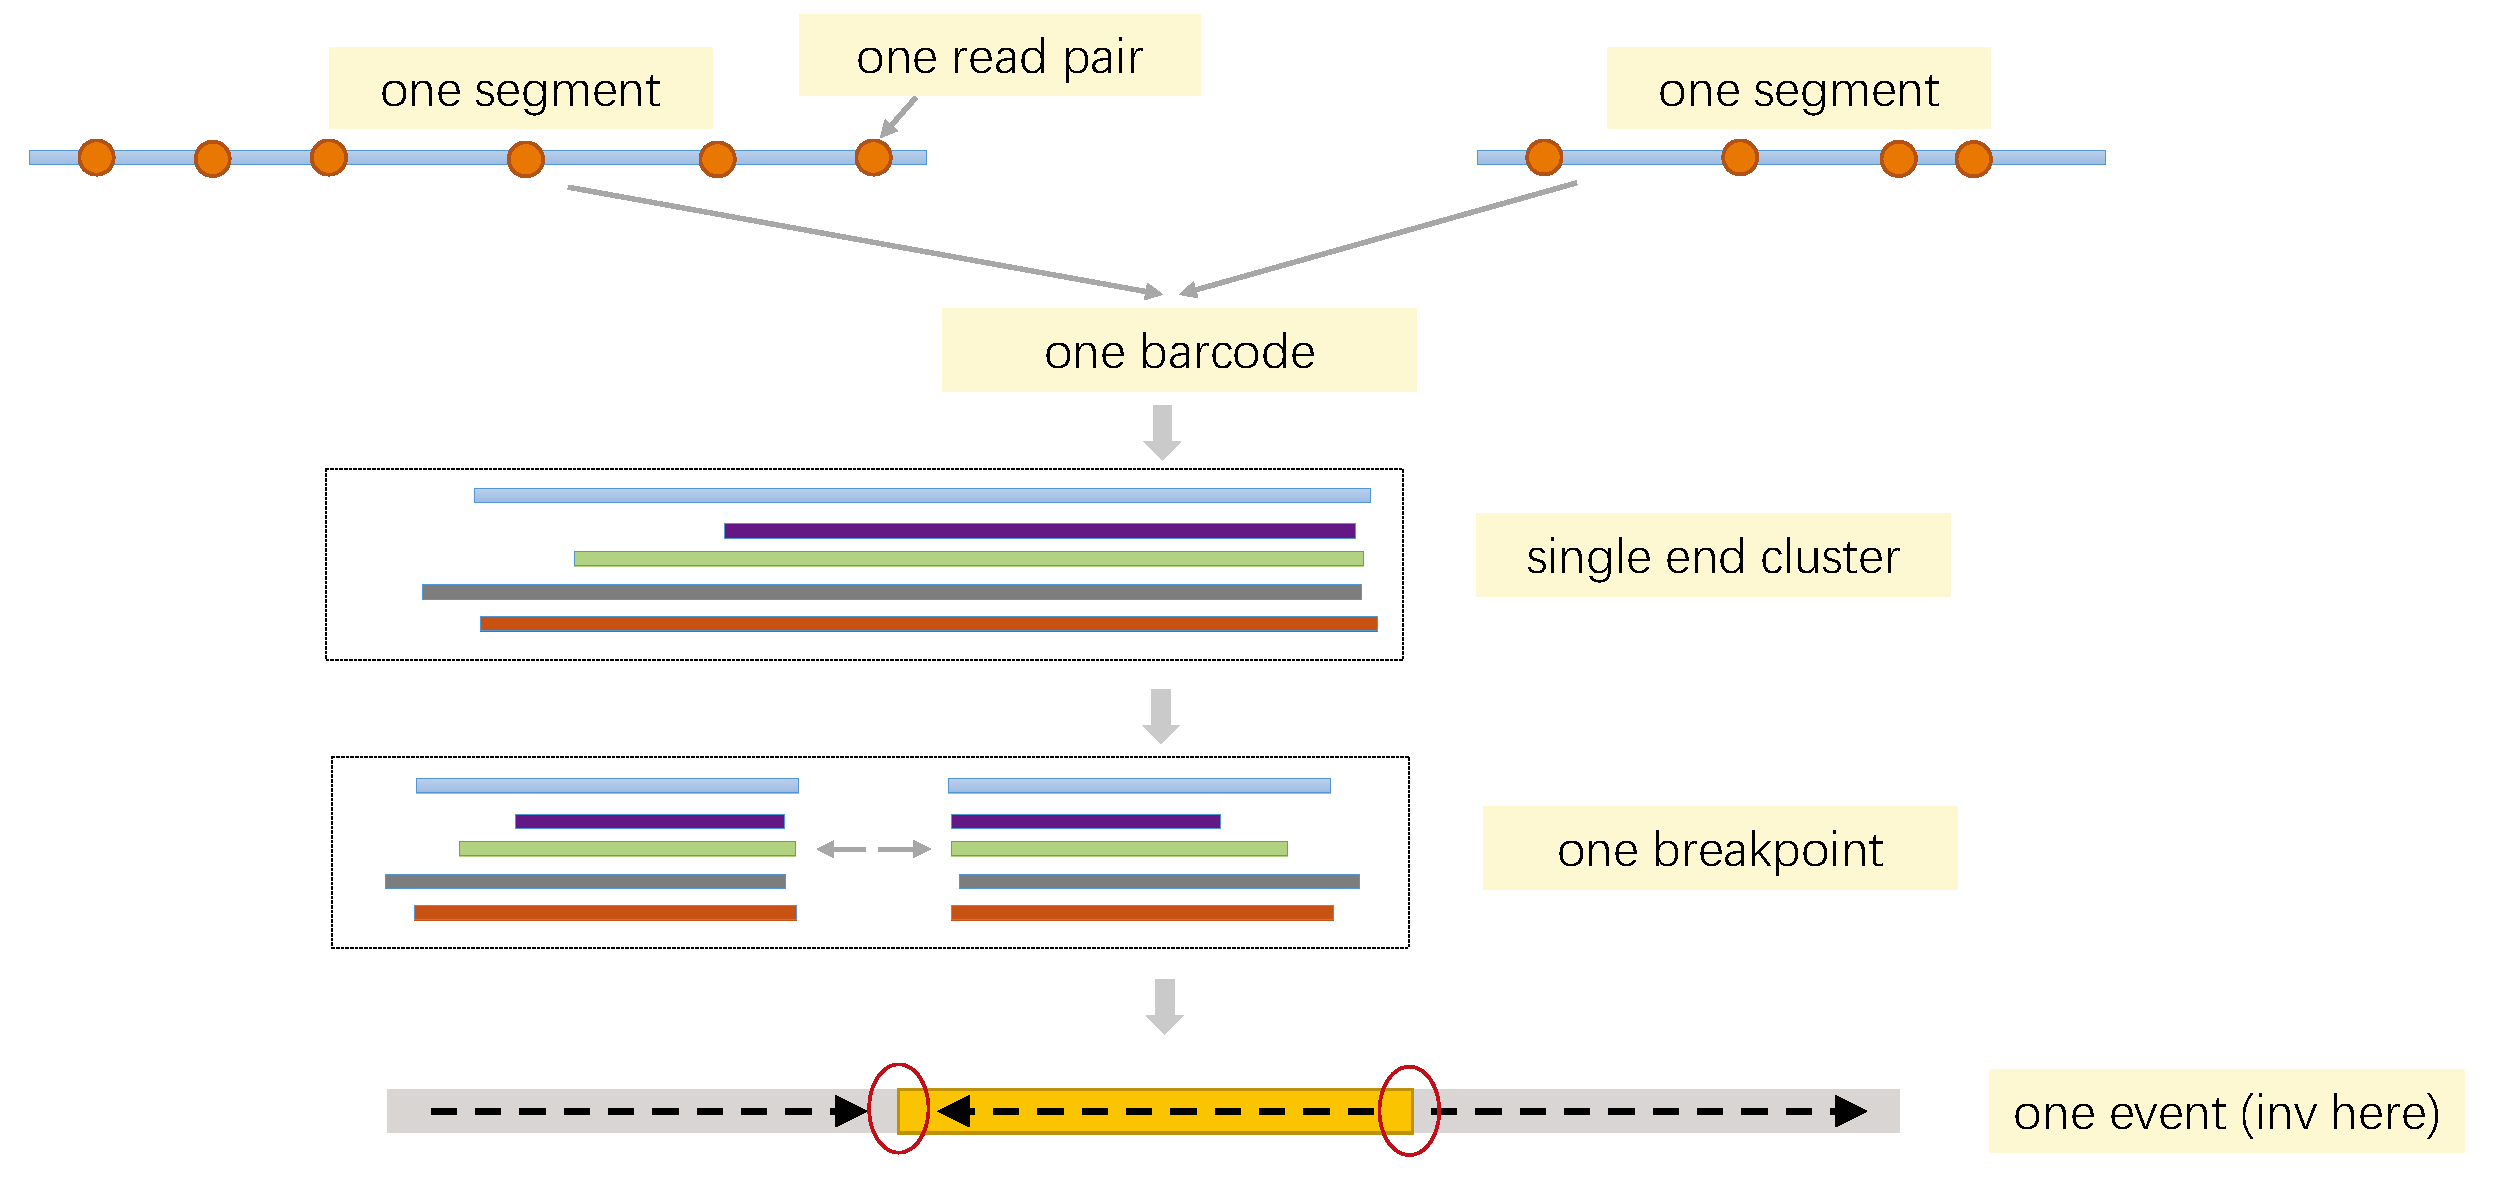 one read pair
one segment
one segment
one barcode
single end cluster
one breakpoint
one event (inv here)